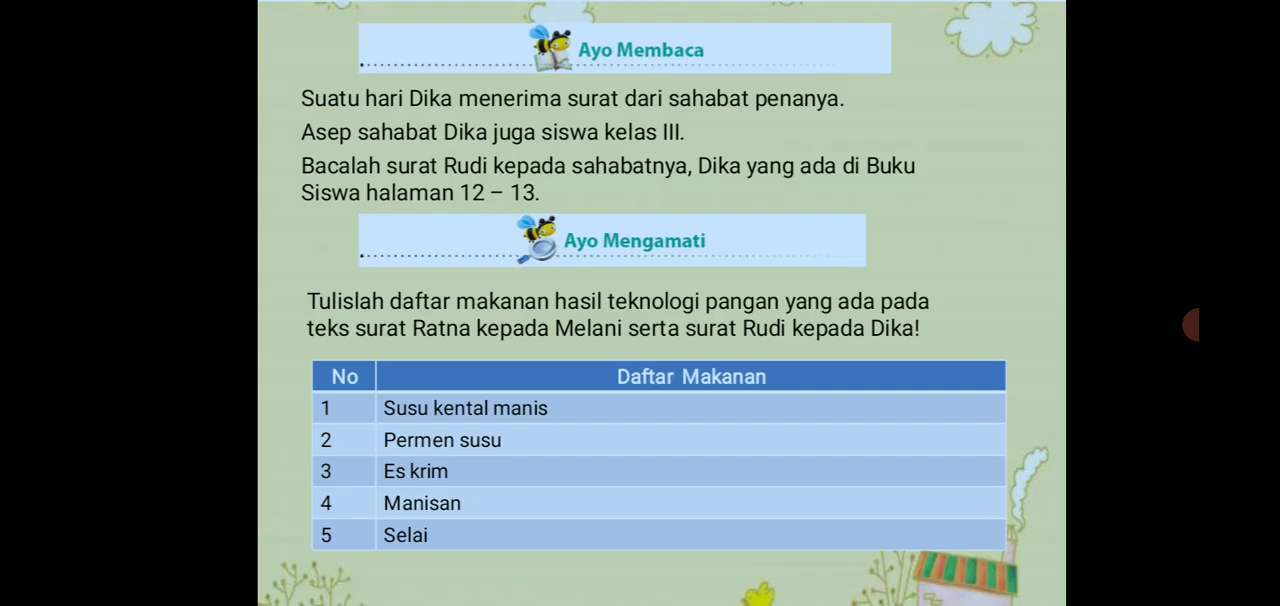 Ayo Membaca
Suatu hari Dika menerima surat dari sahabat penanya.
Asep sahabat Dika juga siswa kelas III.
Bacalah surat Rudi kepada sahabatnya, Dika yang ada di Buku
Siswa halaman 12 – 13.
Ayo Mengamati
Tulislah daftar makanan hasil teknologi pangan yang ada pada
teks surat Ratna kepada Melani serta surat Rudi kepada Dika!
No Daftar Makanan
1 Susu kental manis
2 Permen susu
3 Es krim
4 Manisan
5 Selai